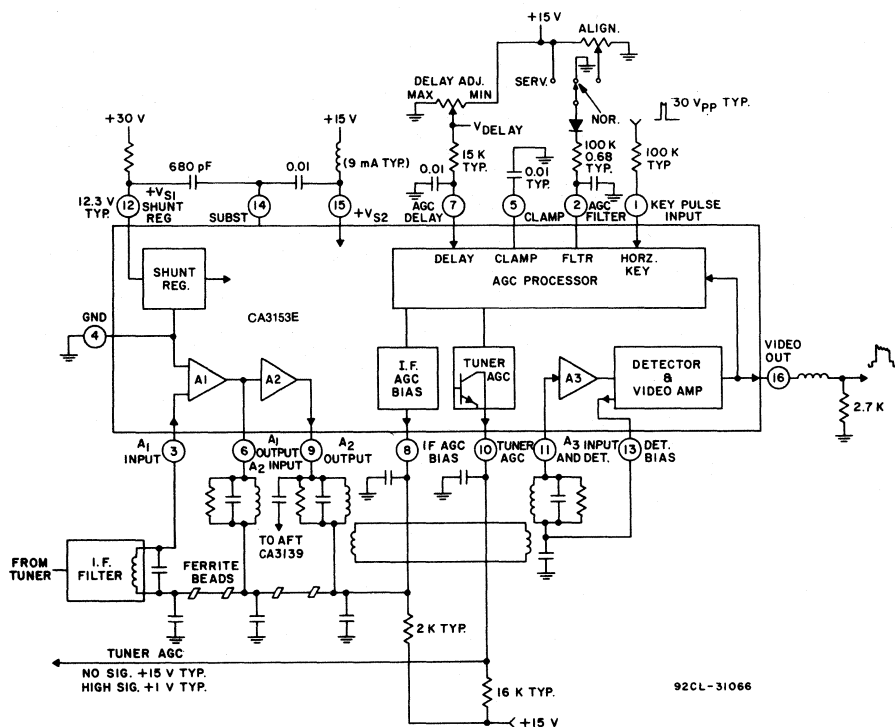 +15 V
ALIGN.
DELAY ADJ.
MAX
MIN
SERV.
NOR.
30 VPP TYP.
+30 V
+15V
VDELAY
680 pF
0.01
(9 mA TYP.)
15 K
TYP.
0.01
TYP.
100K
0.68
TYP.
100 K
TYP
0.01
12.3 V
TYP.
12
+VS1
SHUNT
REG
SUBST
14
15
+VS2
AGC
DELAY
7
5
CLAMP
2
AGC
FILTER
1
KEY PULSE
INPUT
DELAY
CLAMP
FLTR
HORZ.
KEY
AGC PROCESSOR
SHUNT
REG.
CA3153E
GND
4
A1
A2
I.F.
AGC
BIAS
TUNER
AGC
A3
DETECTOR
&
VIDEO AMP
VIDEO
OUT
16
2.7 K
A1
INPUT
3
6
A1
OUTPUT
A2 INPUT
9
A2
OUTPUT
8
IF AGC
BIAS
10
TUNER
AGC
11
A3 INPUT
AND DET.
13
DET.
BIAS
TO AFT
CA3139
FROM
TUNER
I.F.
FILTER
FERRITE
BEADS
2K TYP.
TUNER AGC
NO SIG. +15 V TYP.
HIGH SIG. +1 V TYP.
16 K TYP.
92CL-31066
+15 V